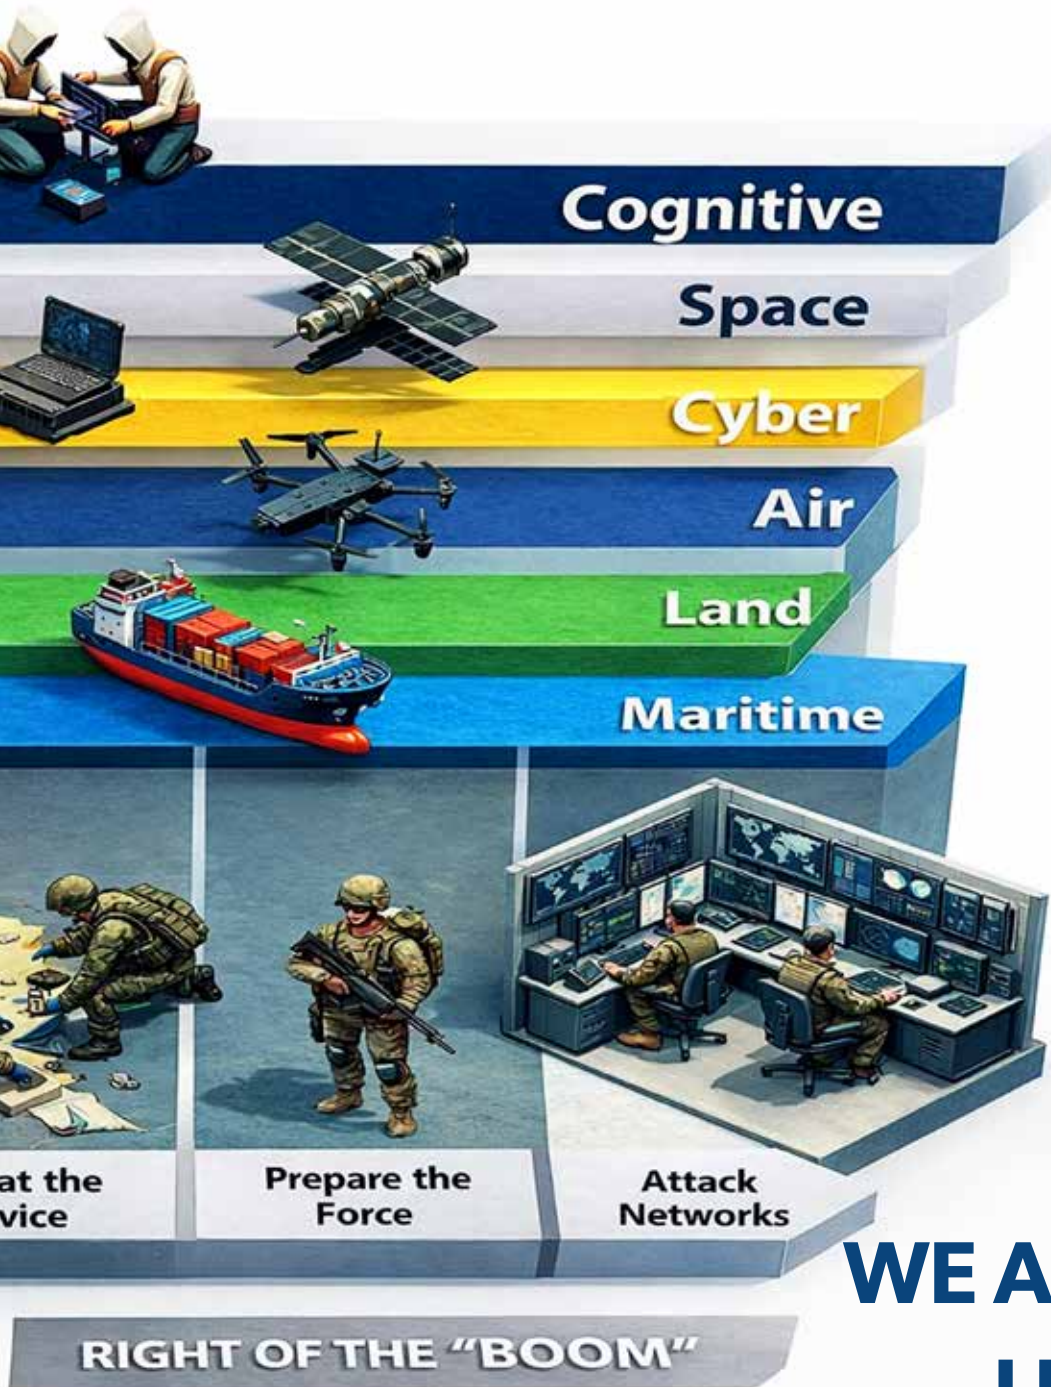 Cognitive
Space
Cyber
Air
Land
Maritime
at the
vice
Prepare the
Force
Attack
Networks
WE A
RIGHT OF THE “BOOM”